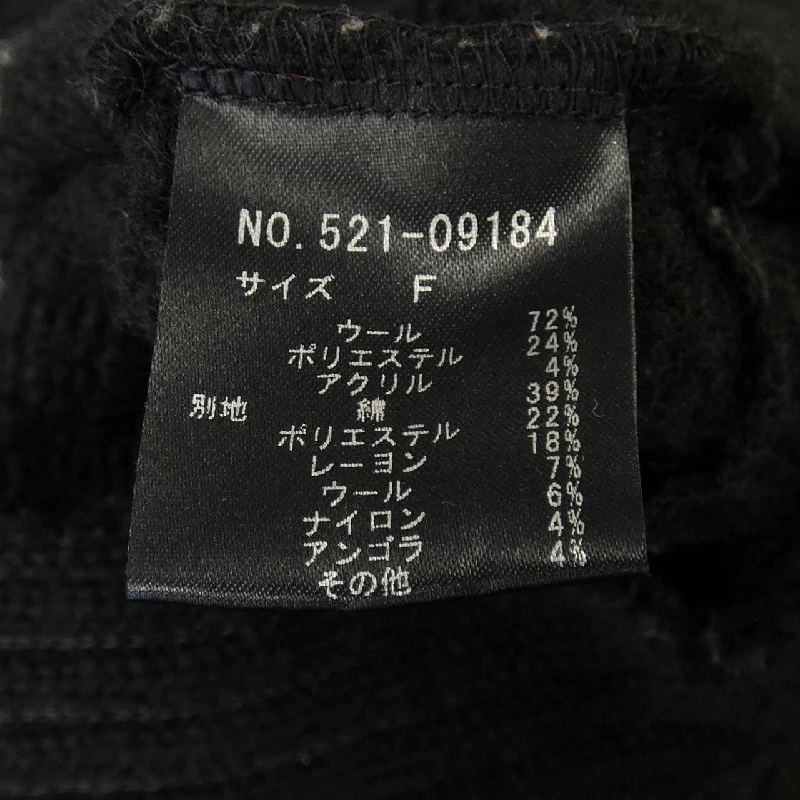 NO.521-09184
サイズ F
ウール 72%
ポリエステル 24%
アクリル 4%
別地 綿 39%
ポリエステル 22%
レーヨン 18%
ウール 7%
ナイロン 6%
アンゴラ 4%
その他 4%